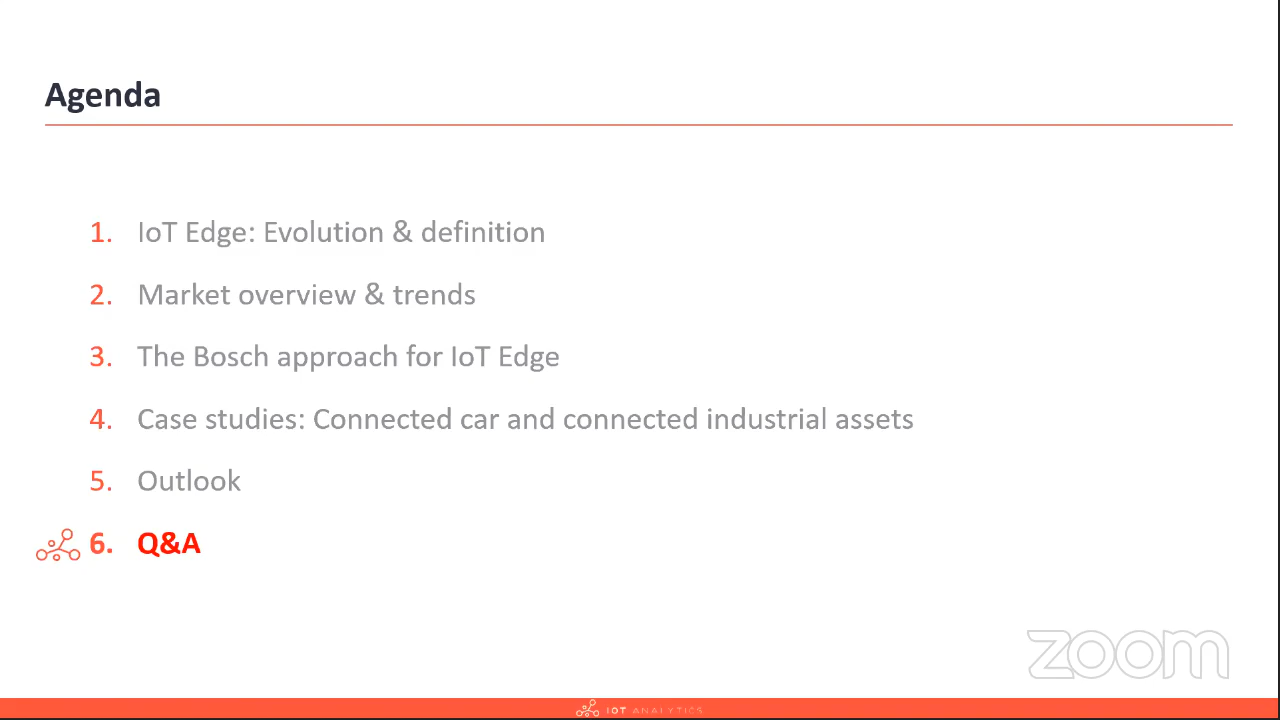 Agenda
1. IoT Edge: Evolution & definition
2. Market overview & trends
3. The Bosch approach for IoT Edge
4. Case studies: Connected car and connected industrial assets
5. Outlook
6. Q&A
zoom
IOT ANALYTICS